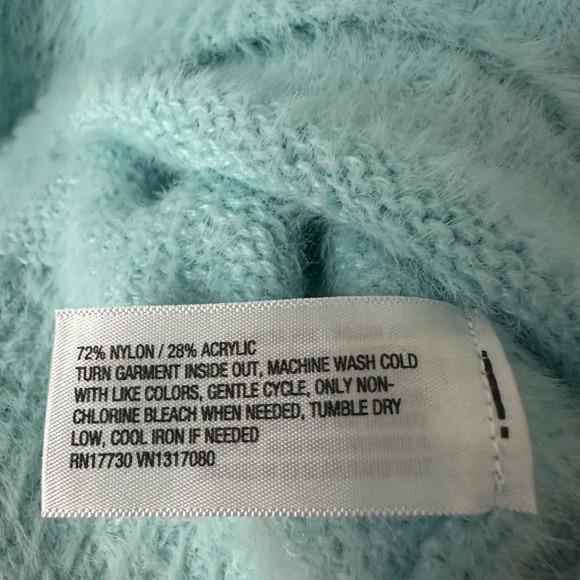 72% NYLON / 28% ACRYLIC
TURN GARMENT INSIDE OUT, MACHINE WASH COLD
WITH LIKE COLORS, GENTLE CYCLE, ONLY NON-
CHLORINE BLEACH WHEN NEEDED, TUMBLE DRY
LOW, COOL IRON IF NEEDED
RN17730 VN1317080